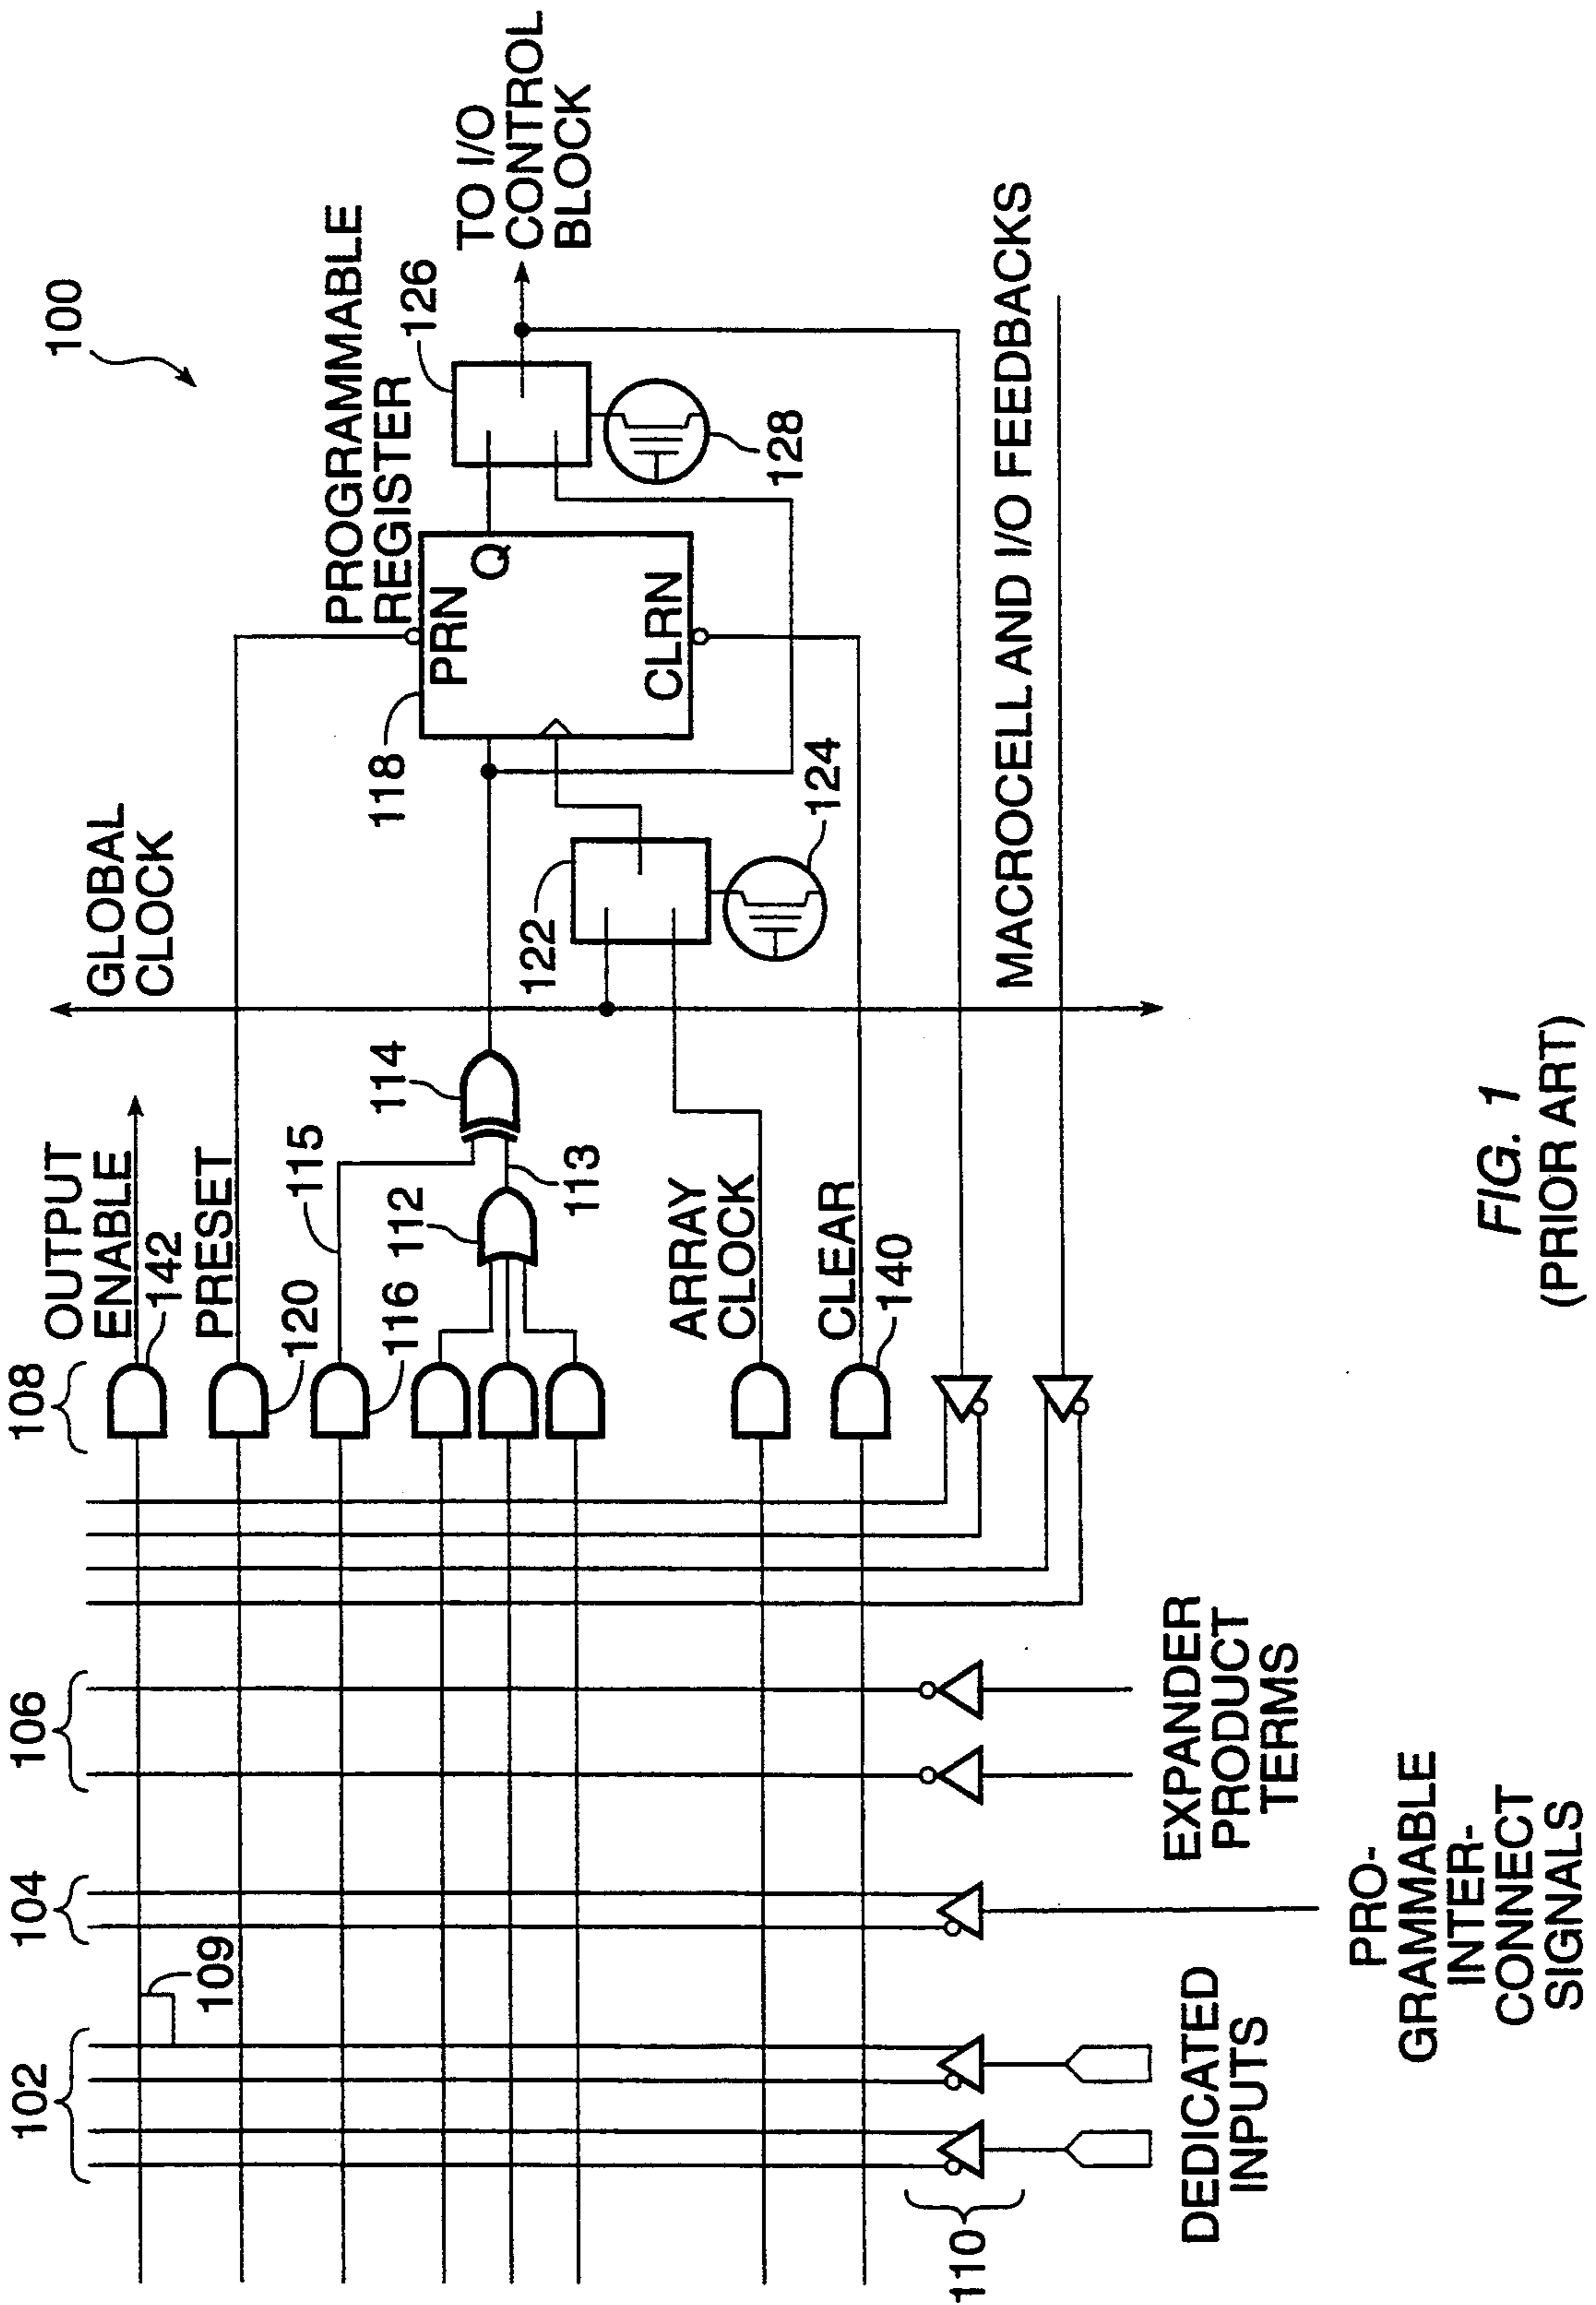 100
GLOBAL
CLOCK
PROGRAMMABLE
REGISTER
126
TO I/O
CONTROL
BLOCK
128
PRN
Q
CLRN
118
122
124
OUTPUT
ENABLE
142
108
PRESET
120
115
114
116
112
113
ARRAY
CLOCK
CLEAR
140
MACROCELL AND I/O FEEDBACKS
102
109
104
106
110
DEDICATED
INPUTS
PRO-
GRAMMABLE
INTER-
CONNECT
SIGNALS
EXPANDER
PRODUCT
TERMS
FIG. 1
(PRIOR ART)